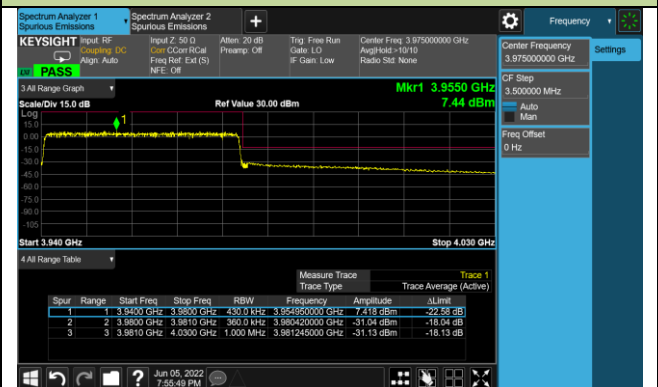 Spectrum Analyzer 1
Spurious Emissions
Spectrum Analyzer 2
Spurious Emissions
Frequency
KEYSIGHT
Input: RF
Coupling: DC
Align: Auto
Input Z: 50 Ω
Corr CCorr RCal
Freq Ref: Ext (S)
NFE: Off
Atten: 20 dB
Preamp: Off
Trig: Free Run
Gate: LO
IF Gain: Low
Center Freq: 3.975000000 GHz
Avg|Hold:>10/10
Radio Std: None
PASS
Center Frequency
3.975000000 GHz
Settings
CF Step
3.500000 MHz
Auto
Man
Freq Offset
0 Hz
3 All Range Graph
Mkr1 3.9550 GHz
Scale/Div 15.0 dB
Ref Value 30.00 dBm
7.44 dBm
Log
15.0
0.00
-15.0
-30.0
-45.0
-60.0
-75.0
-90.0
-105
1
Start 3.940 GHz
Stop 4.030 GHz
4 All Range Table
Measure Trace Trace 1
Trace Type Trace Average (Active)
Spur Range Start Freq Stop Freq RBW Frequency Amplitude ΔLimit
1 1 3.9400 GHz 3.9800 GHz 430.0 kHz 3.954950000 GHz 7.418 dBm -22.58 dB
2 2 3.9800 GHz 3.9810 GHz 360.0 kHz 3.980420000 GHz -31.04 dBm -18.04 dB
3 3 3.9810 GHz 4.0300 GHz 1.000 MHz 3.981245000 GHz -31.13 dBm -18.13 dB
Jun 05, 2022
7:55:49 PM